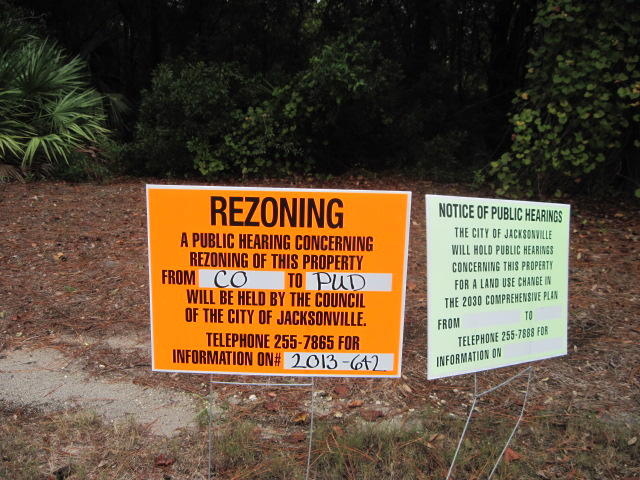 REZONING
A PUBLIC HEARING CONCERNING
REZONING OF THIS PROPERTY
FROM CO TO PUD
WILL BE HELD BY THE COUNCIL
OF THE CITY OF JACKSONVILLE.
TELEPHONE 255-7865 FOR
INFORMATION ON# 2013-642
NOTICE OF PUBLIC HEARINGS
THE CITY OF JACKSONVILLE
WILL HOLD PUBLIC HEARINGS
CONCERNING THIS PROPERTY
FOR A LAND USE CHANGE IN
THE 2030 COMPREHENSIVE PLAN
FROM TO
TELEPHONE 255-7888 FOR
INFORMATION ON